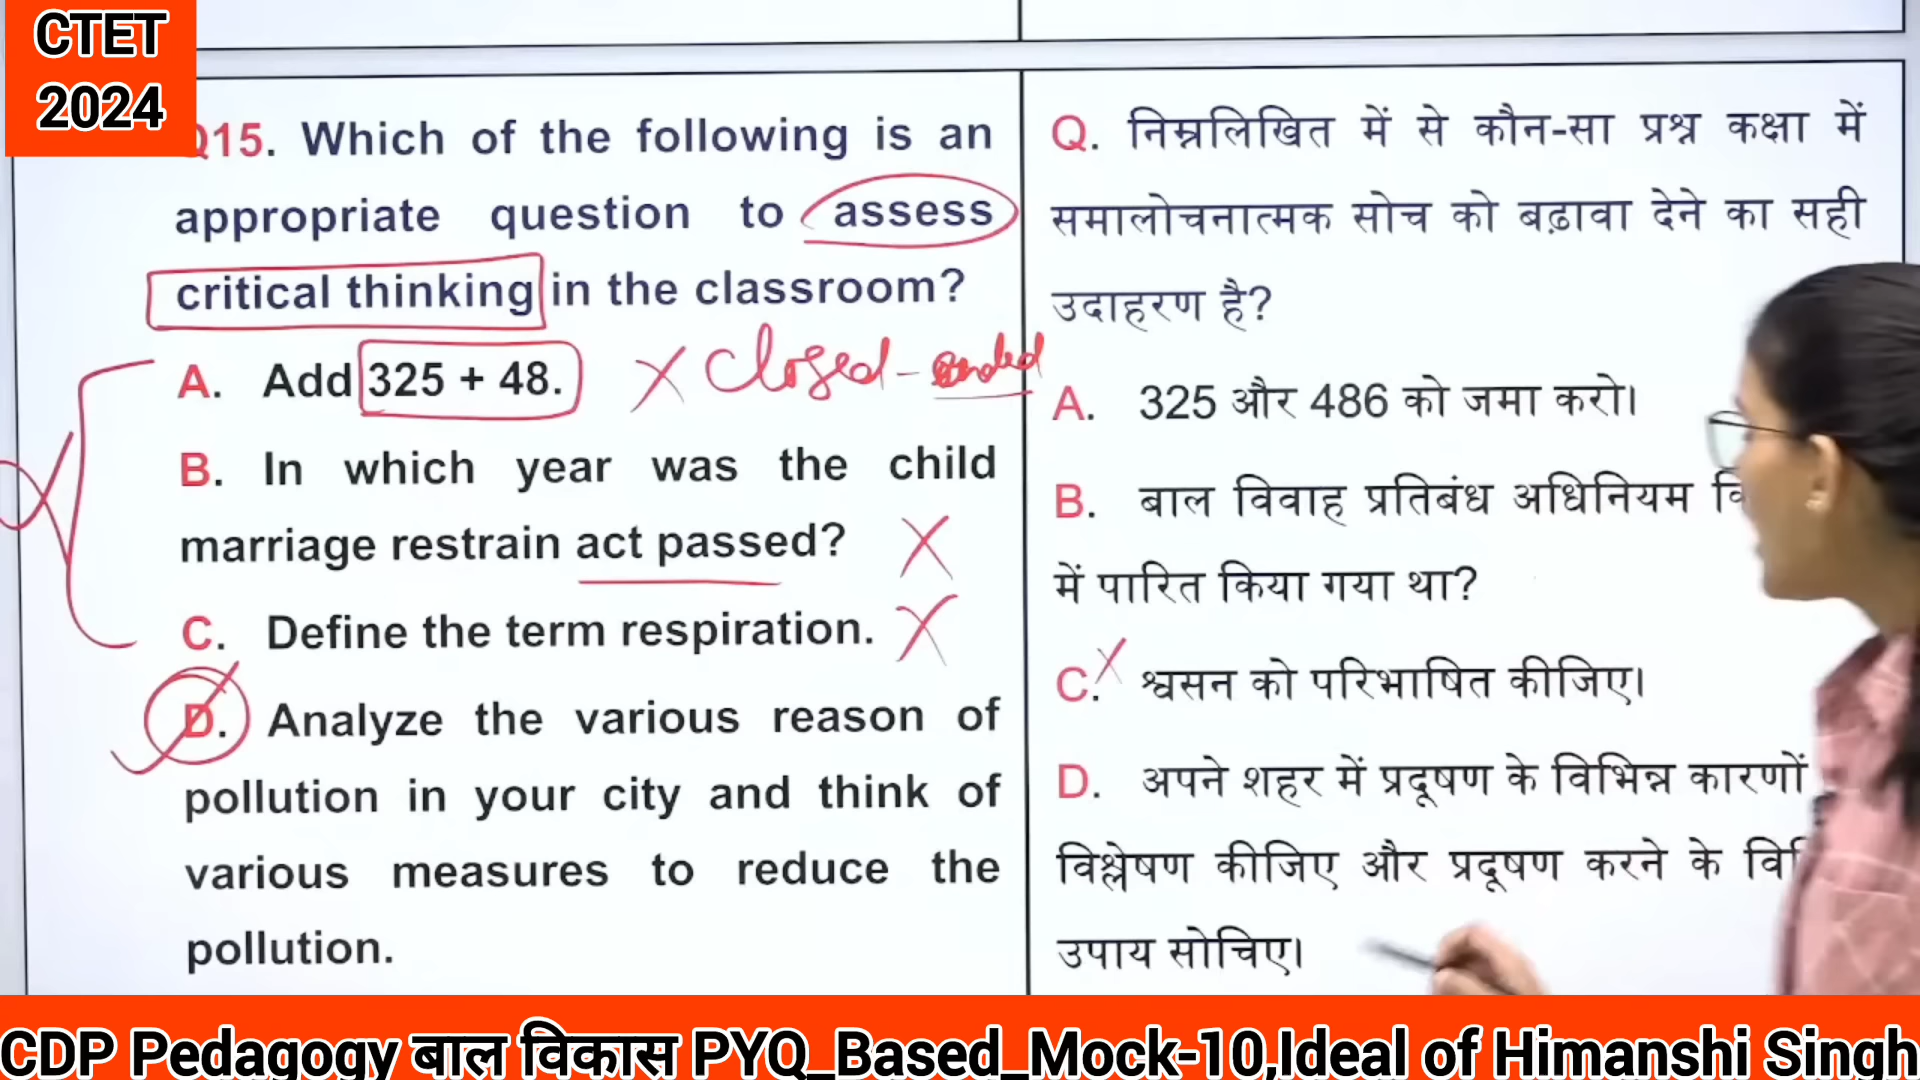 CTET
2024
Q15. Which of the following is an
appropriate question to assess
critical thinking in the classroom?
A. Add 325 + 48.
X Closed-ended
B. In which year was the child
marriage restrain act passed?
C. Define the term respiration.
D. Analyze the various reason of
pollution in your city and think of
various measures to reduce the
pollution.
Q. निम्नलिखित में से कौन-सा प्रश्न कक्षा में
समालोचनात्मक सोच को बढ़ावा देने का सही
उदाहरण है?
A. 325 और 486 को जमा करो।
B. बाल विवाह प्रतिबंध अधिनियम
में पारित किया गया था?
C. श्वसन को परिभाषित कीजिए।
D. अपने शहर में प्रदूषण के विभिन्न कारणों
विश्लेषण कीजिए और प्रदूषण करने के
उपाय सोचिए।
CDP Pedagogy बाल विकास PYQ_Based_Mock-10,Ideal of Himanshi Singh